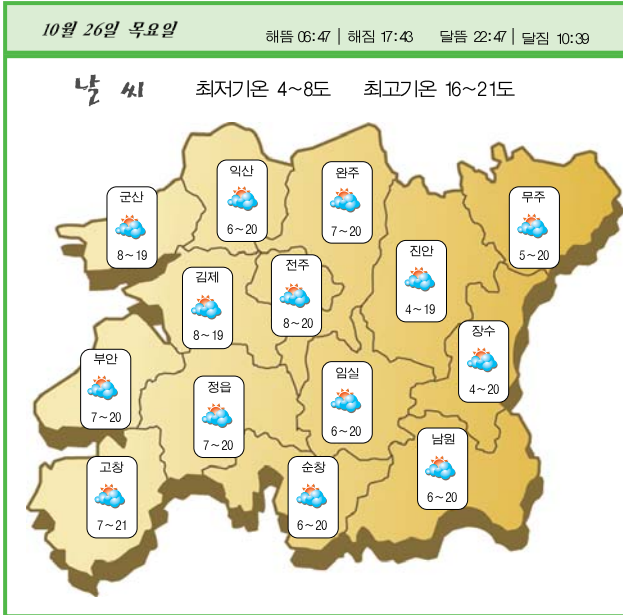 10월 26일 목요일
해뜸 06:47 | 해짐 17:43 달뜸 22:47 | 달짐 10:39
날 씨 최저기온 4~8도 최고기온 16~21도
군산
8~19
익산
6~20
완주
7~20
무주
5~20
김제
8~19
전주
8~20
진안
4~19
장수
4~20
부안
7~20
정읍
7~20
임실
6~20
남원
6~20
고창
7~21
순창
6~20